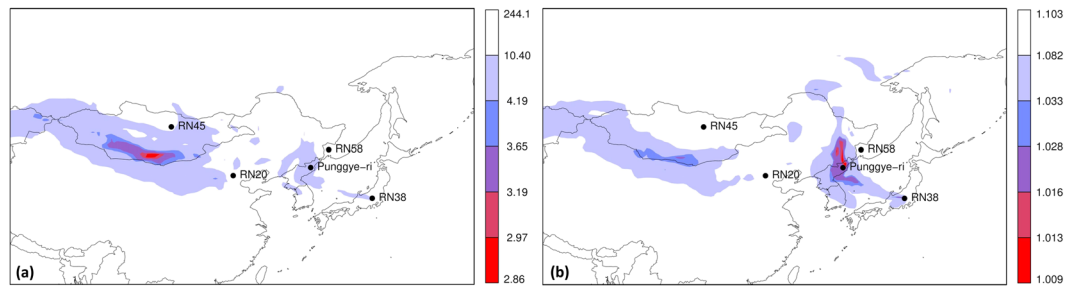 244.1
10.40
4.19
3.65
3.19
2.97
2.86
RN45
RN58
Punggye-ri
RN20
RN38
(a)
1.103
1.082
1.033
1.028
1.016
1.013
1.009
RN45
RN58
Punggye-ri
RN20
RN38
(b)